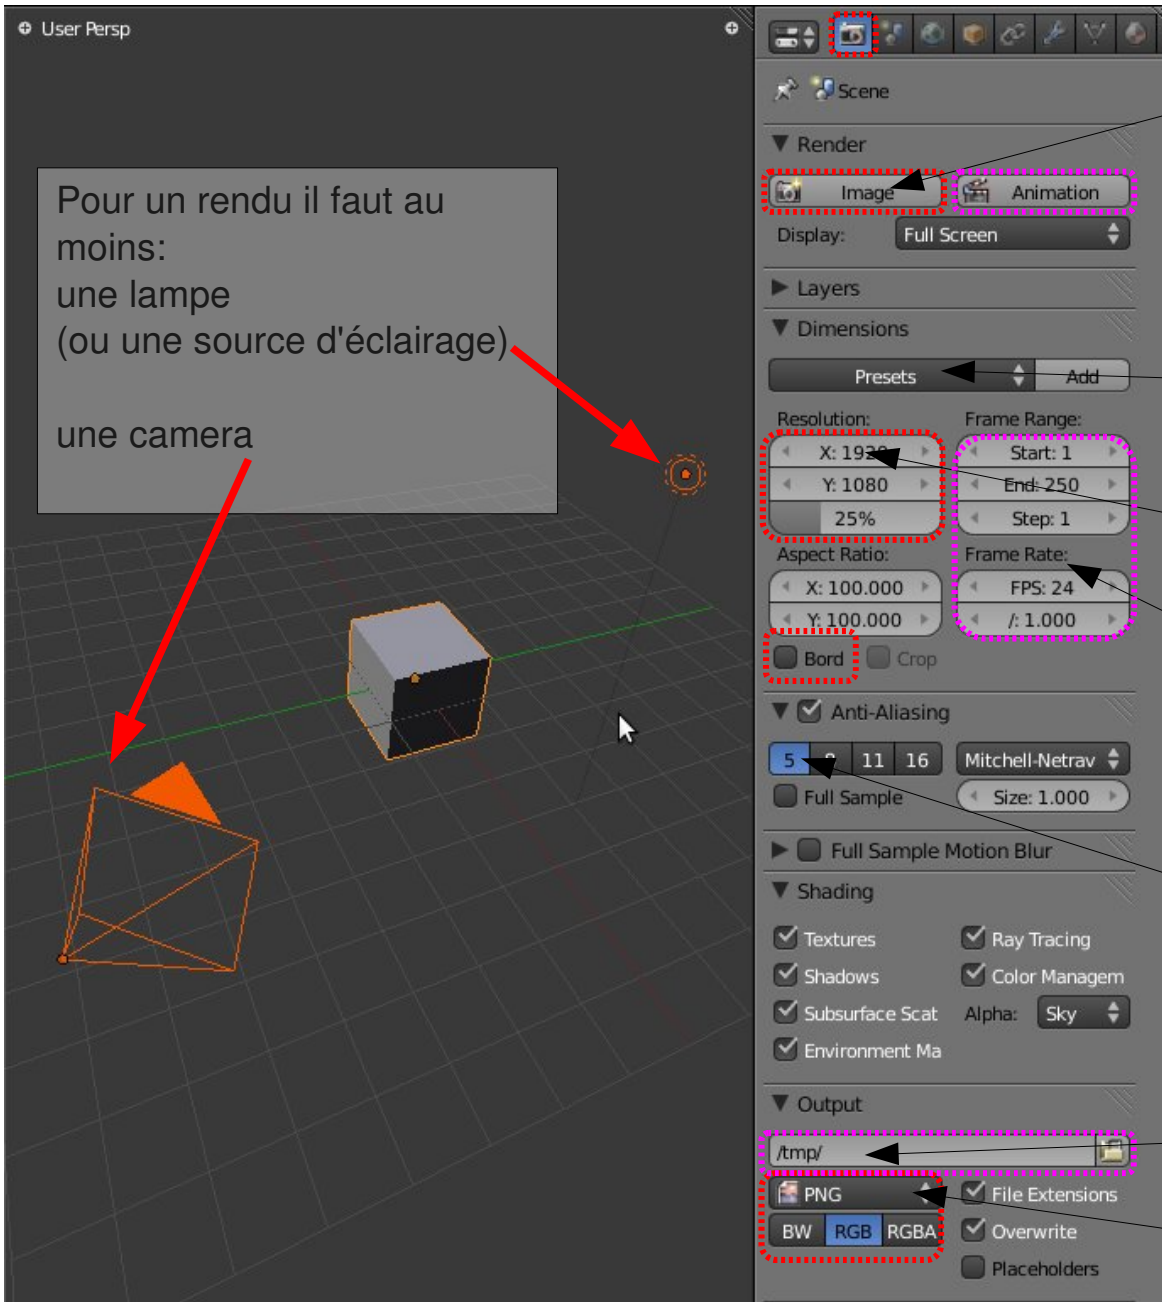 User Persp
Pour un rendu il faut au
moins:
une lampe
(ou une source d'éclairage)
une camera
Scene
Render
Image
Animation
Display:
Full Screen
Layers
Dimensions
Presets
Add
Resolution:
Frame Range:
X: 1920
Start: 1
Y: 1080
End: 250
25%
Step: 1
Aspect Ratio:
Frame Rate:
X: 100.000
FPS: 24
Y: 100.000
/: 1.000
Bord
Crop
Anti-Aliasing
5
8
11
16
Mitchell-Netrav
Full Sample
Size: 1.000
Full Sample Motion Blur
Shading
Textures
Ray Tracing
Shadows
Color Managem
Subsurface Scat
Alpha:
Sky
Environment Ma
Output
/tmp/
PNG
File Extensions
BW
RGB
RGBA
Overwrite
Placeholders